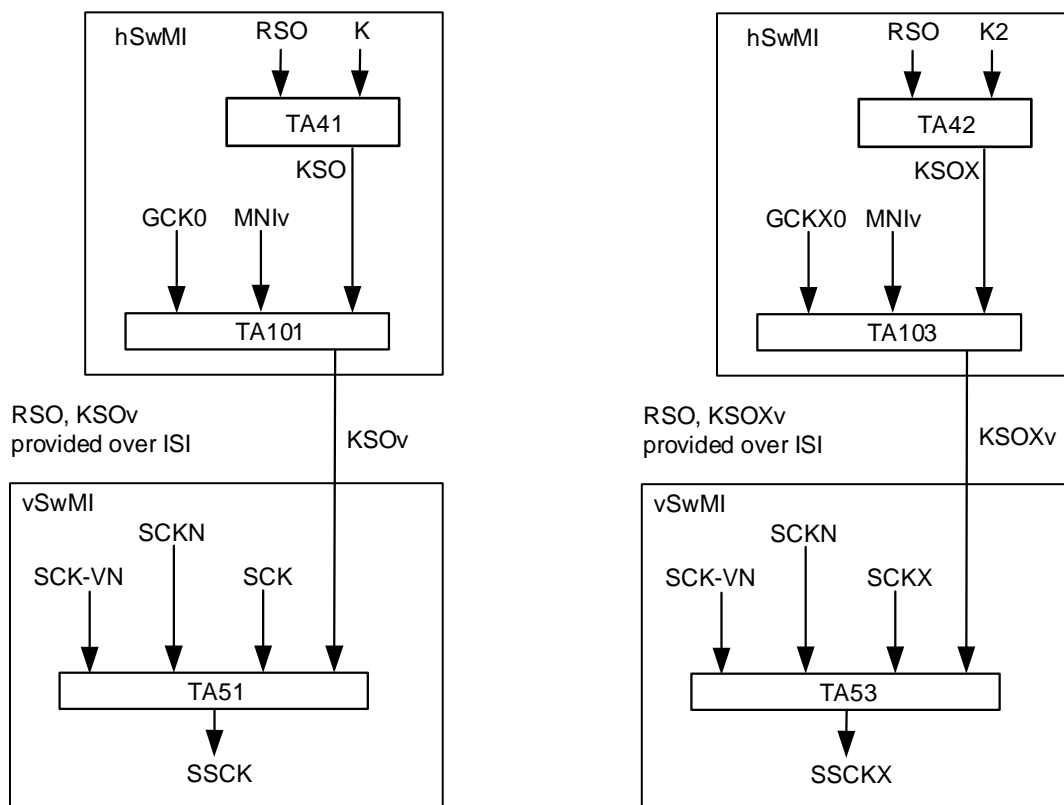 hSwMI
RSO
K
TA41
KSO
GCK0
MNIv
TA101
RSO, KSOv
provided over ISI
KSOv
vSwMI
SCKN
SCK-VN
SCK
TA51
SSCK
hSwMI
RSO
K2
TA42
KSOX
GCKX0
MNIv
TA103
RSO, KSOXv
provided over ISI
KSOXv
vSwMI
SCKN
SCK-VN
SCKX
TA53
SSCKX